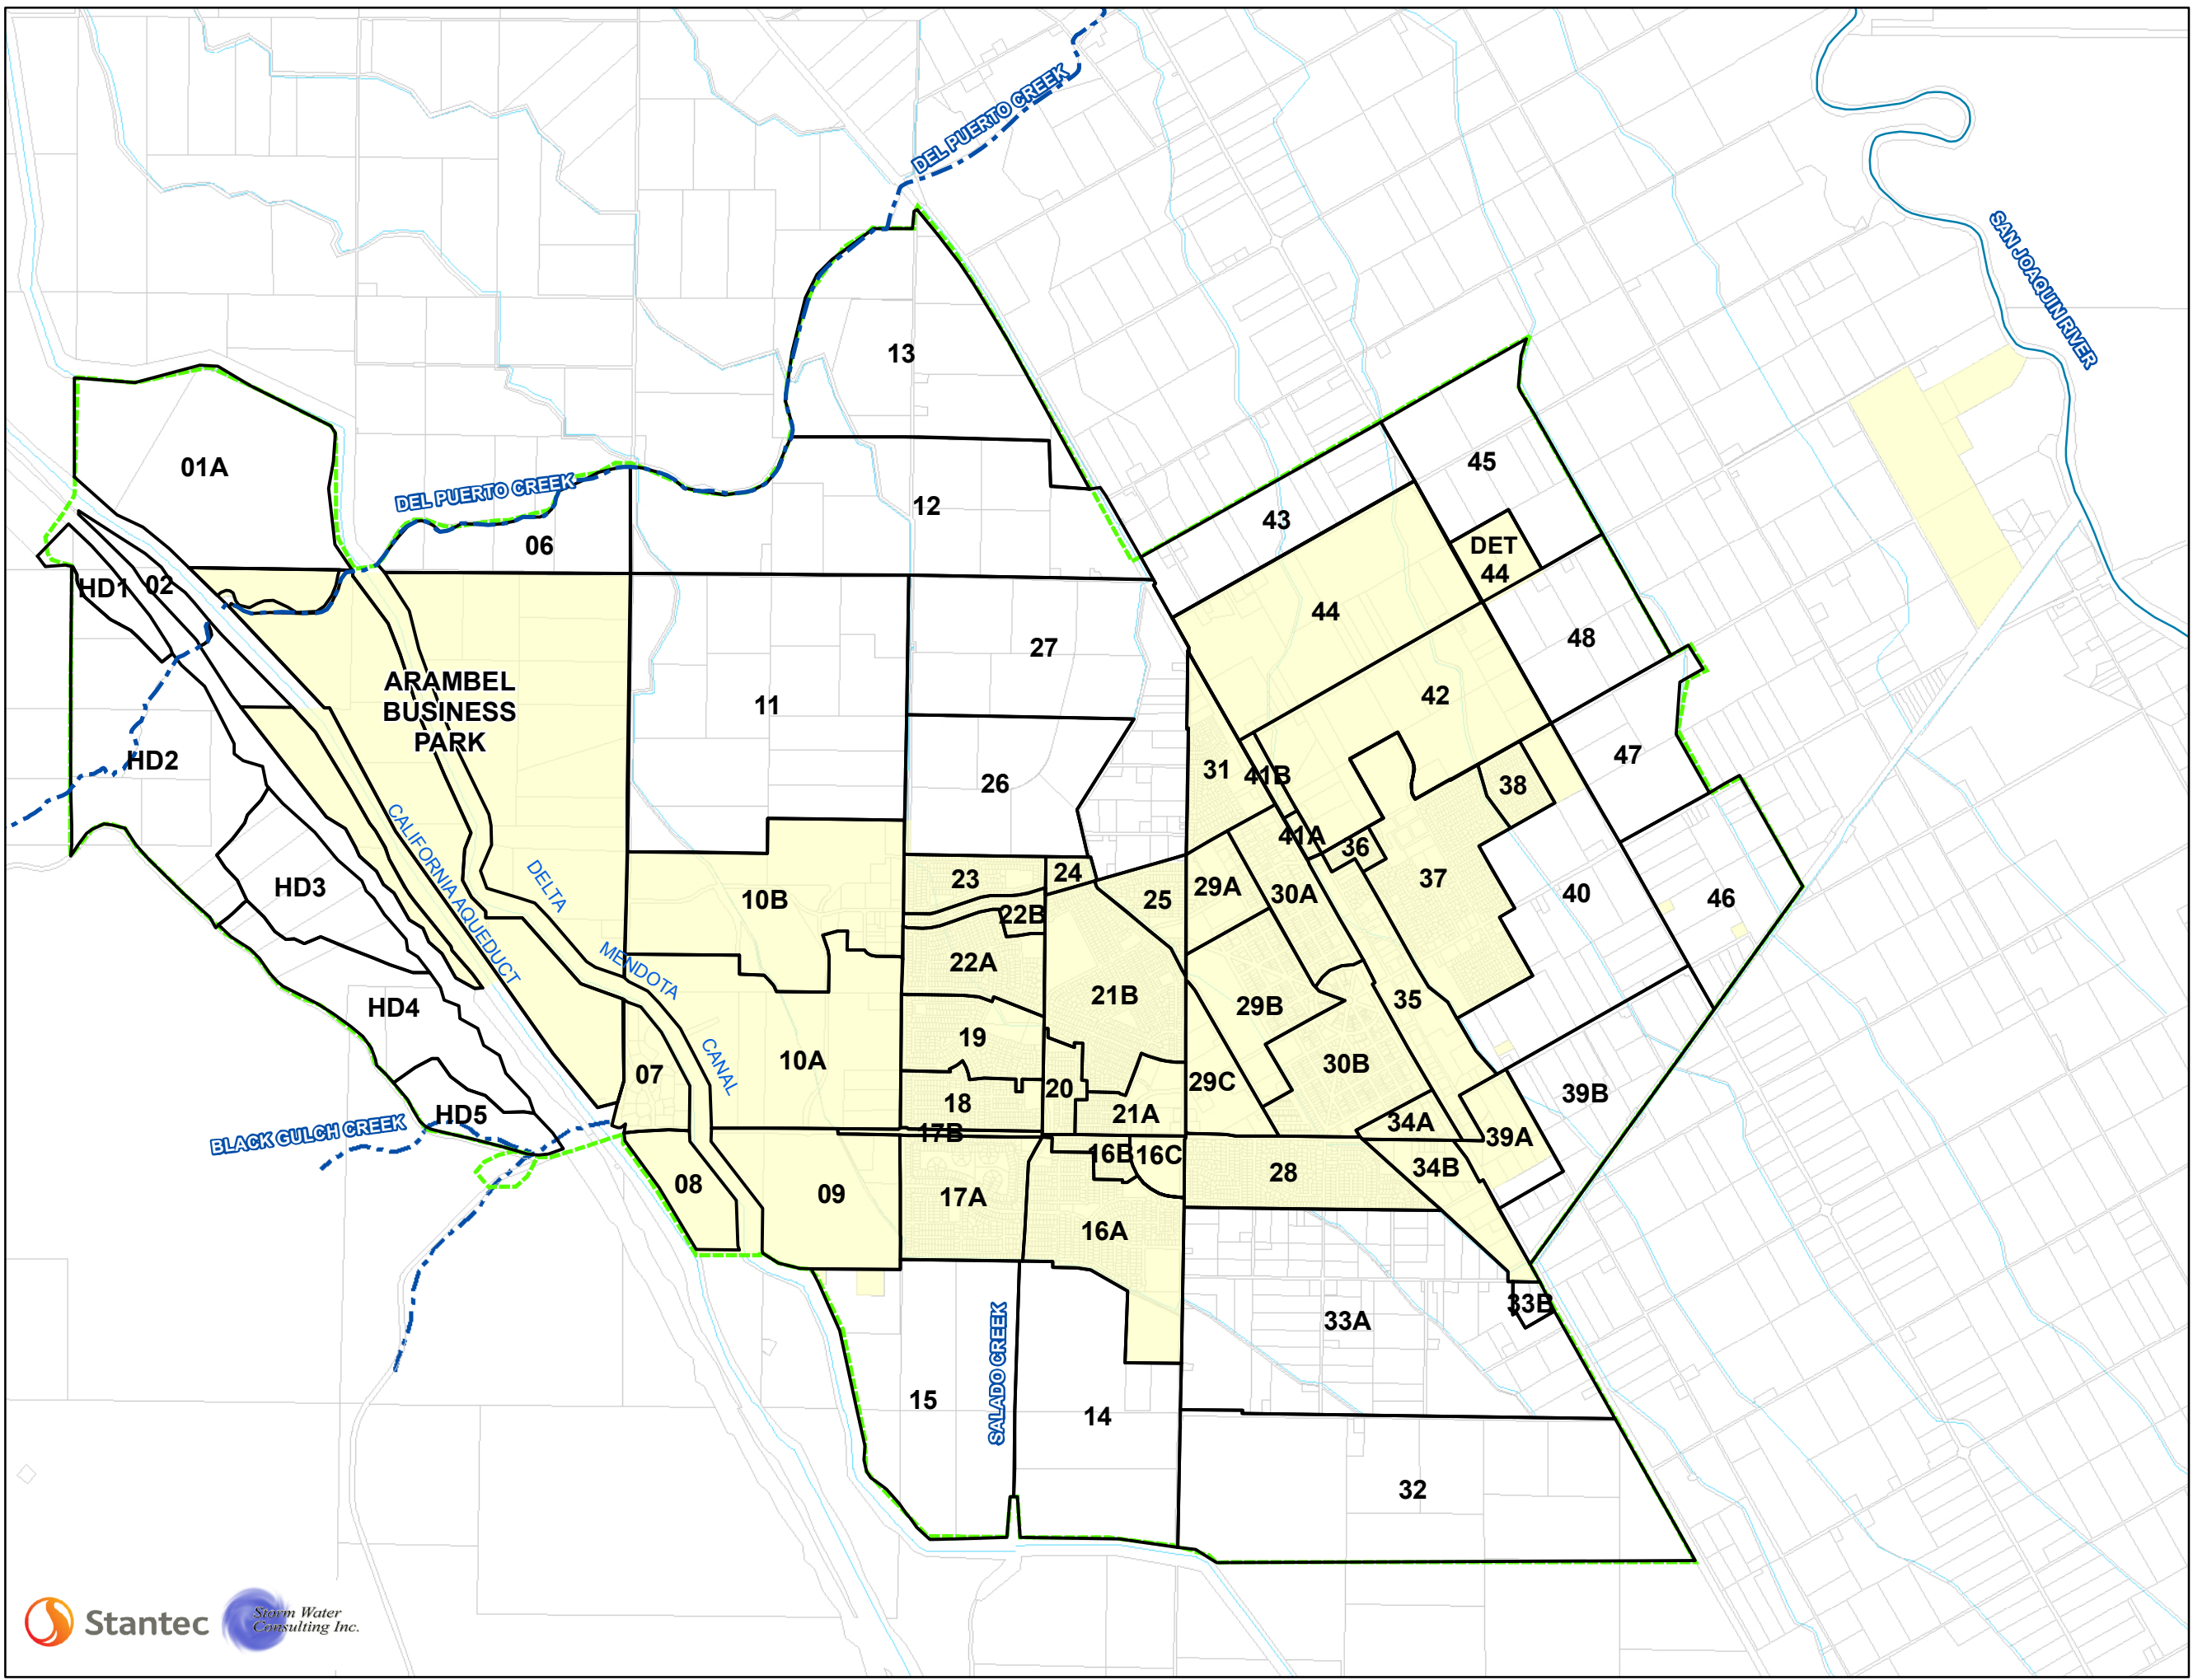 DEL PUERTO CREEK
SAN JOAQUIN RIVER
13
01A
45
DEL PUERTO CREEK
12
43
06
DET
44
HD1
02
44
48
27
ARAMBEL
BUSINESS
PARK
11
42
HD2
47
31
41B
26
38
CALIFORNIA AQUEDUCT
41A
36
23
24
37
HD3
DELTA
10B
25
29A
30A
40
46
22B
22A
MENDOTA
21B
35
HD4
29B
19
10A
30B
CANAL
07
29C
20
39B
18
HD5
21A
34A
BLACK GULCH CREEK
17B
39A
16B
16C
34B
28
08
09
17A
16A
33B
33A
SALADO CREEK
15
14
32
Stantec
Storm Water
Consulting Inc.